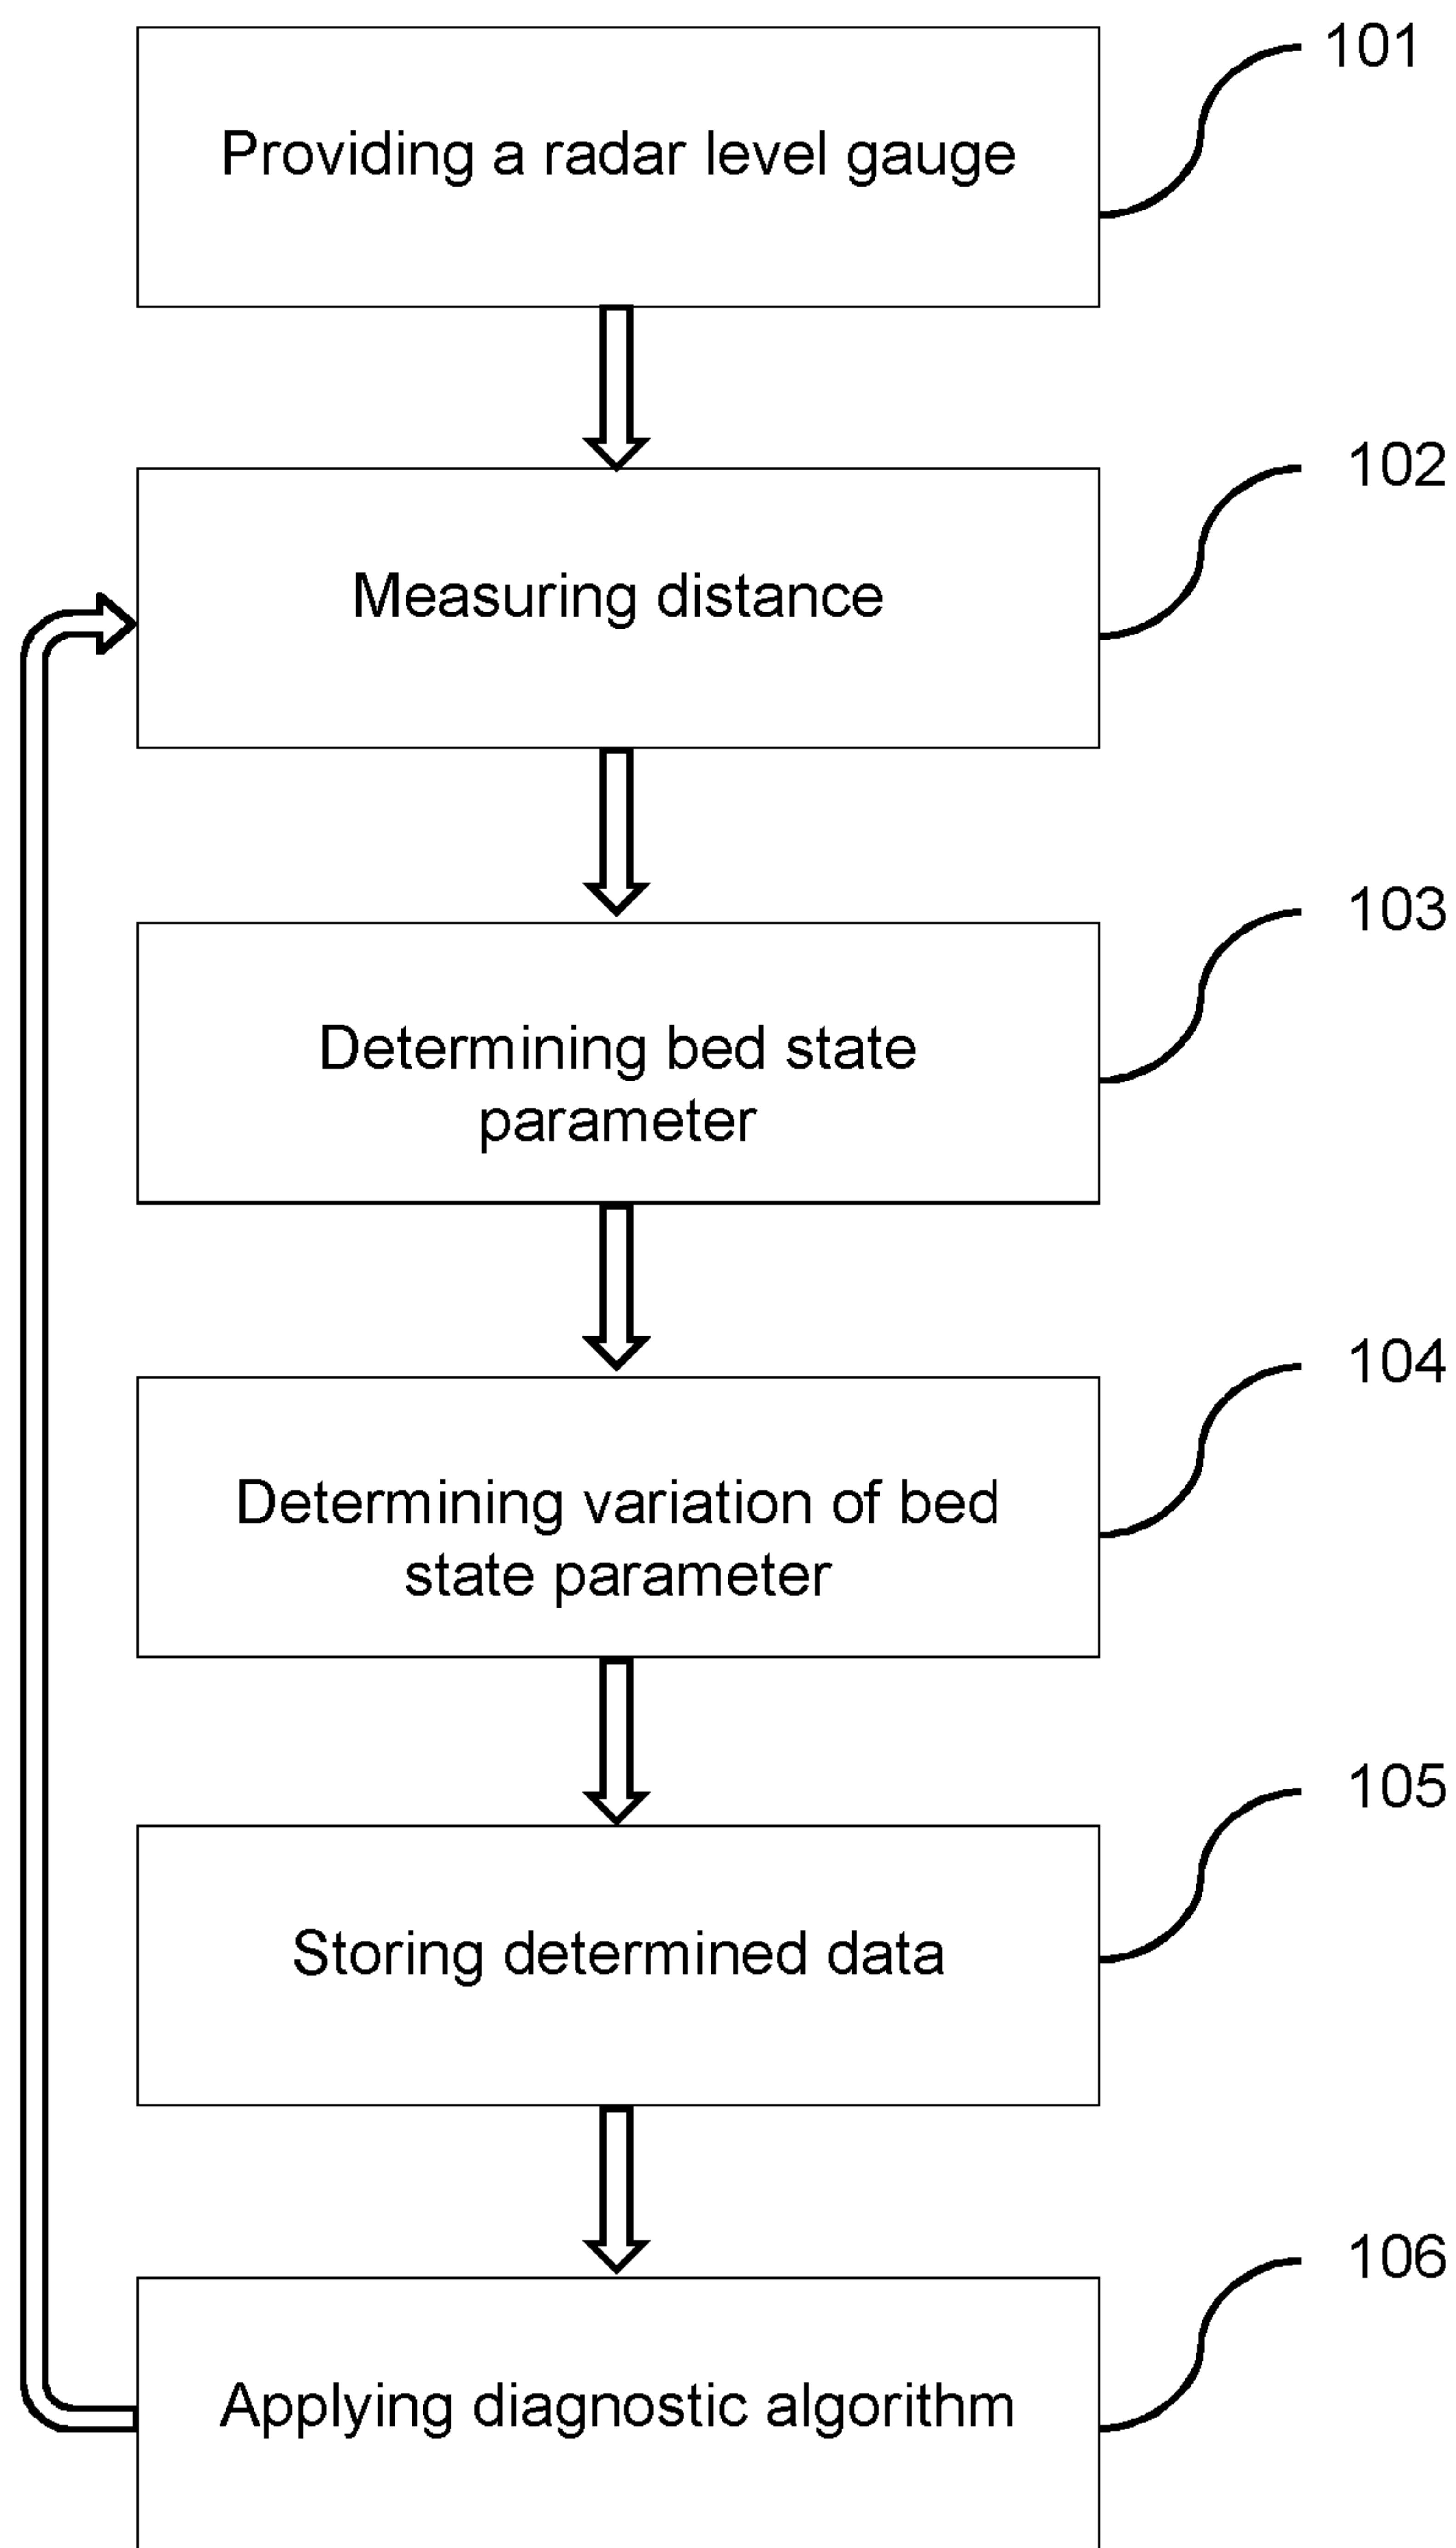 101
Providing a radar level gauge
102
Measuring distance
103
Determining bed state
parameter
104
Determining variation of bed
state parameter
105
Storing determined data
106
Applying diagnostic algorithm